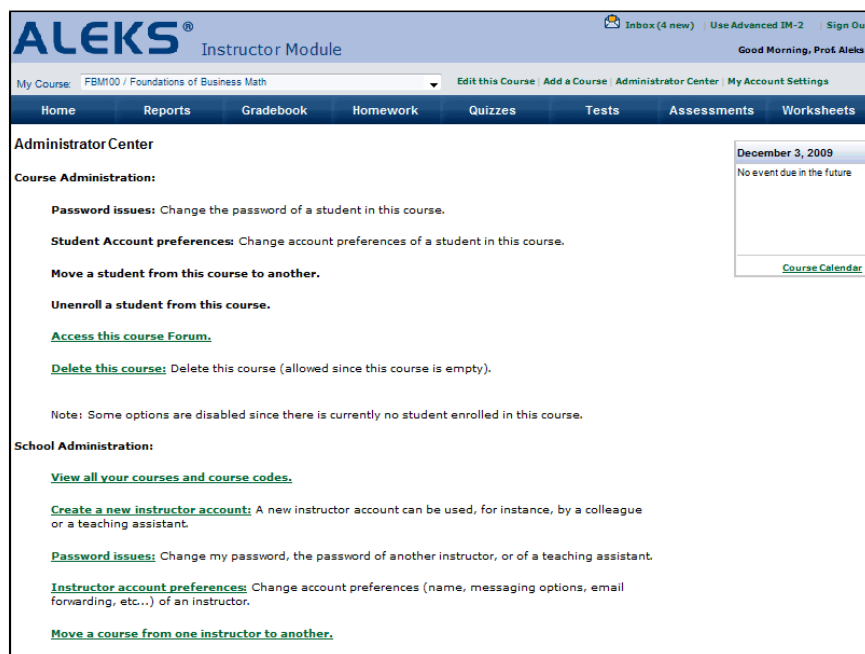 ALEKS®
Instructor Module
Inbox (4 new) | Use Advanced IM-2 | Sign Ou
Good Morning, Prof. Aleks
My Course: FBM100 / Foundations of Business Math
Edit this Course | Add a Course | Administrator Center | My Account Settings
Home Reports Gradebook Homework Quizzes Tests Assessments Worksheets
Administrator Center
December 3, 2009
No event due in the future
Course Calendar
Course Administration:
Password issues: Change the password of a student in this course.
Student Account preferences: Change account preferences of a student in this course.
Move a student from this course to another.
Unenroll a student from this course.
Access this course Forum.
Delete this course: Delete this course (allowed since this course is empty).
Note: Some options are disabled since there is currently no student enrolled in this course.
School Administration:
View all your courses and course codes.
Create a new instructor account: A new instructor account can be used, for instance, by a colleague
or a teaching assistant.
Password issues: Change my password, the password of another instructor, or of a teaching assistant.
Instructor account preferences: Change account preferences (name, messaging options, email
forwarding, etc...) of an instructor.
Move a course from one instructor to another.